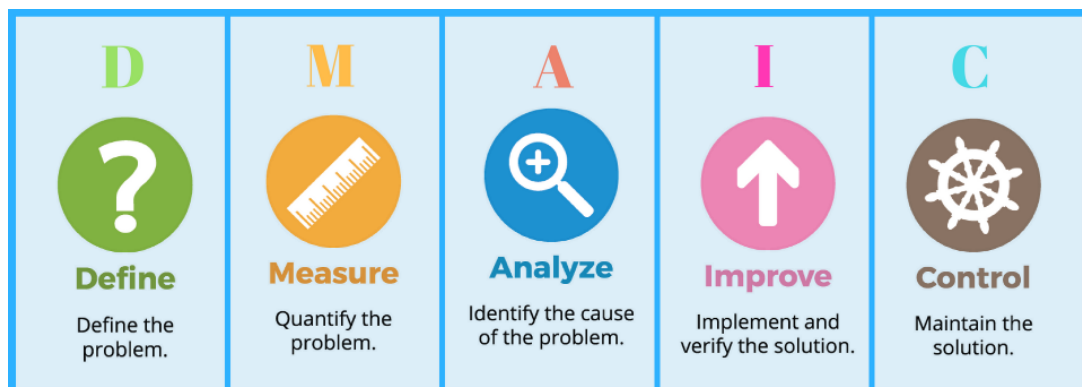 D
M
A
I
C
Define
Define the
problem.
Measure
Quantify the
problem.
Analyze
Identify the cause
of the problem.
Improve
Implement and
verify the solution.
Control
Maintain the
solution.